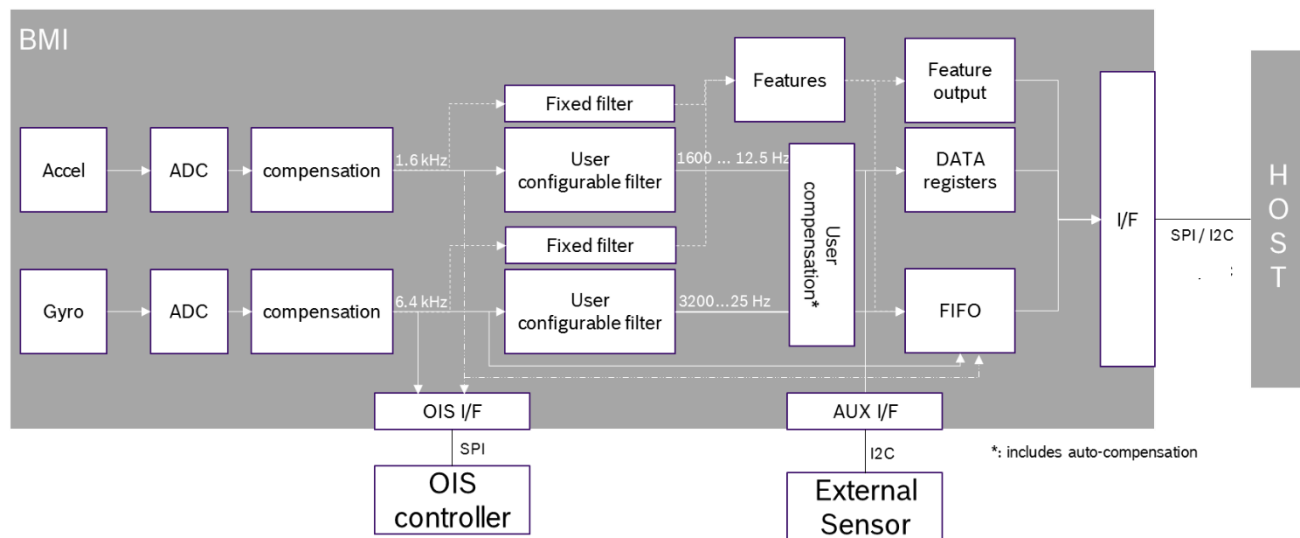 BMI
Features
Feature
output
Fixed filter
Accel
ADC
compensation
1.6 kHz
User
configurable filter
1600 ... 12.5 Hz
User
compensation*
DATA
registers
I/F
SPI / I2C
HOST
Fixed filter
Gyro
ADC
compensation
6.4 kHz
User
configurable filter
3200...25 Hz
FIFO
OIS I/F
AUX I/F
SPI
I2C
*: includes auto-compensation
OIS
controller
External
Sensor